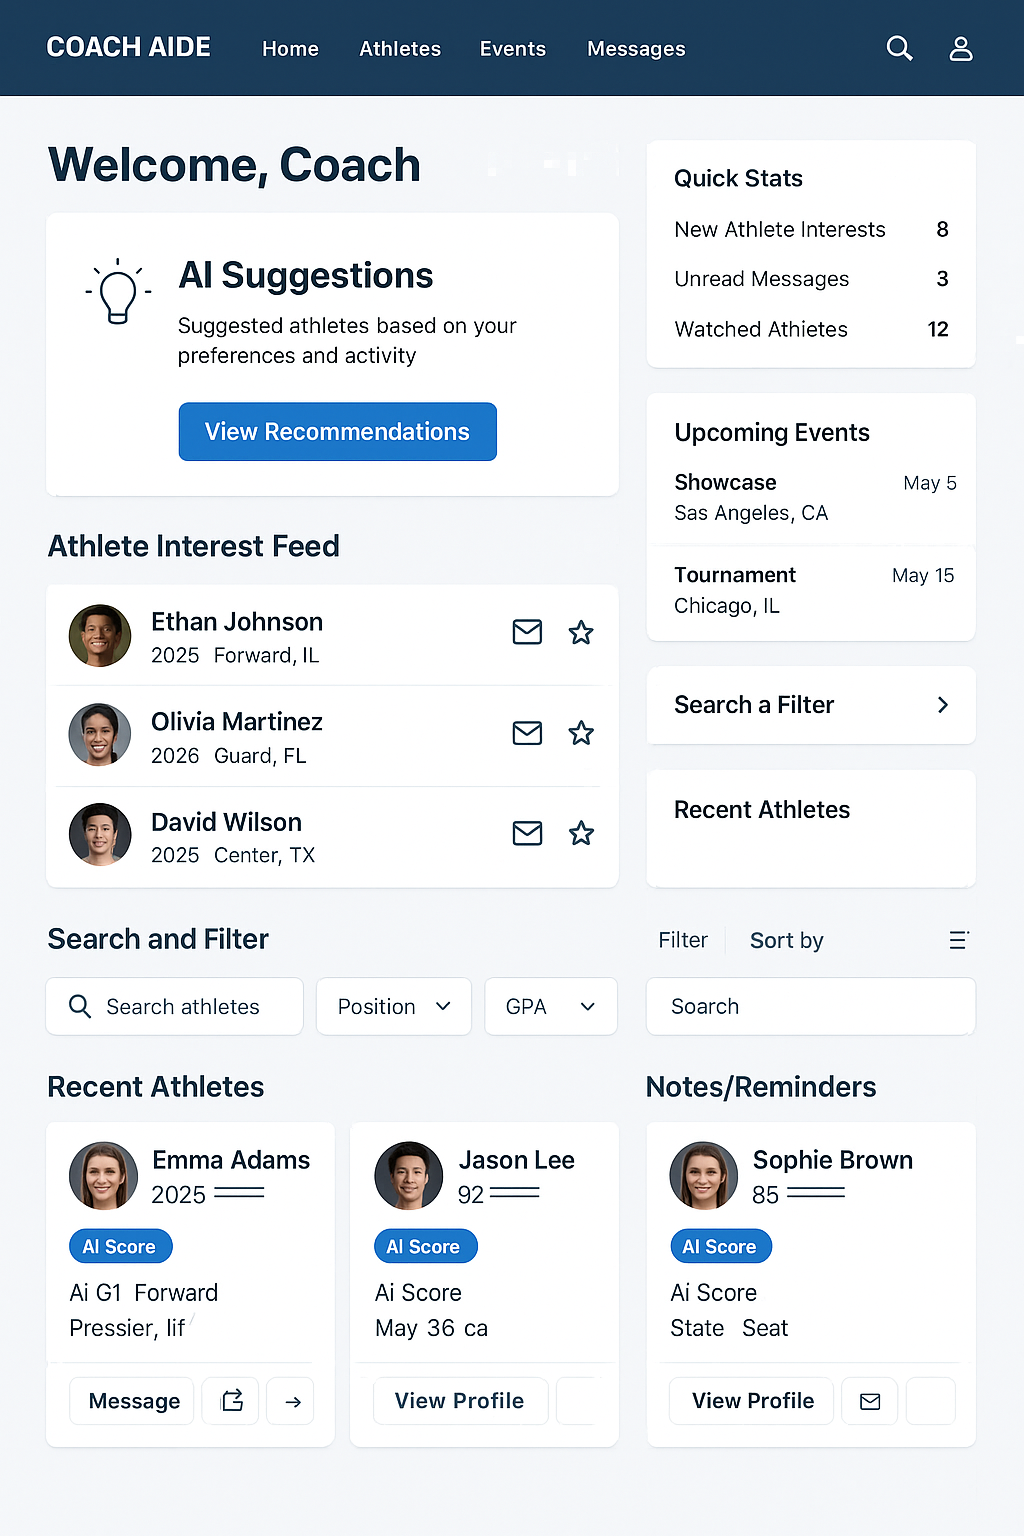 COACH AIDE
Home
Athletes
Events
Messages
Welcome, Coach
AI Suggestions
Suggested athletes based on your
preferences and activity
View Recommendations
Quick Stats
New Athlete Interests 8
Unread Messages 3
Watched Athietes 12
Upcoming Events
Showcase May 5
Sas Angeles, CA
Tournament May 15
Chicago, IL
Athlete Interest Feed
Ethan Johnson
2025 Forward, IL
Olivia Martinez
2026 Guard, FL
David Wilson
2025 Center, TX
Search a Filter
Recent Athletes
Search and Filter
Search athletes
Position
GPA
Filter
Sort by
Soarch
Recent Athletes
Emma Adams
2025
AI Score
Ai G1 Forward
Pressier, lif
Message
Jason Lee
92
AI Score
Ai Score
May 36 ca
View Profile
Notes/Reminders
Sophie Brown
85
AI Score
Ai Score
State Seat
View Profile